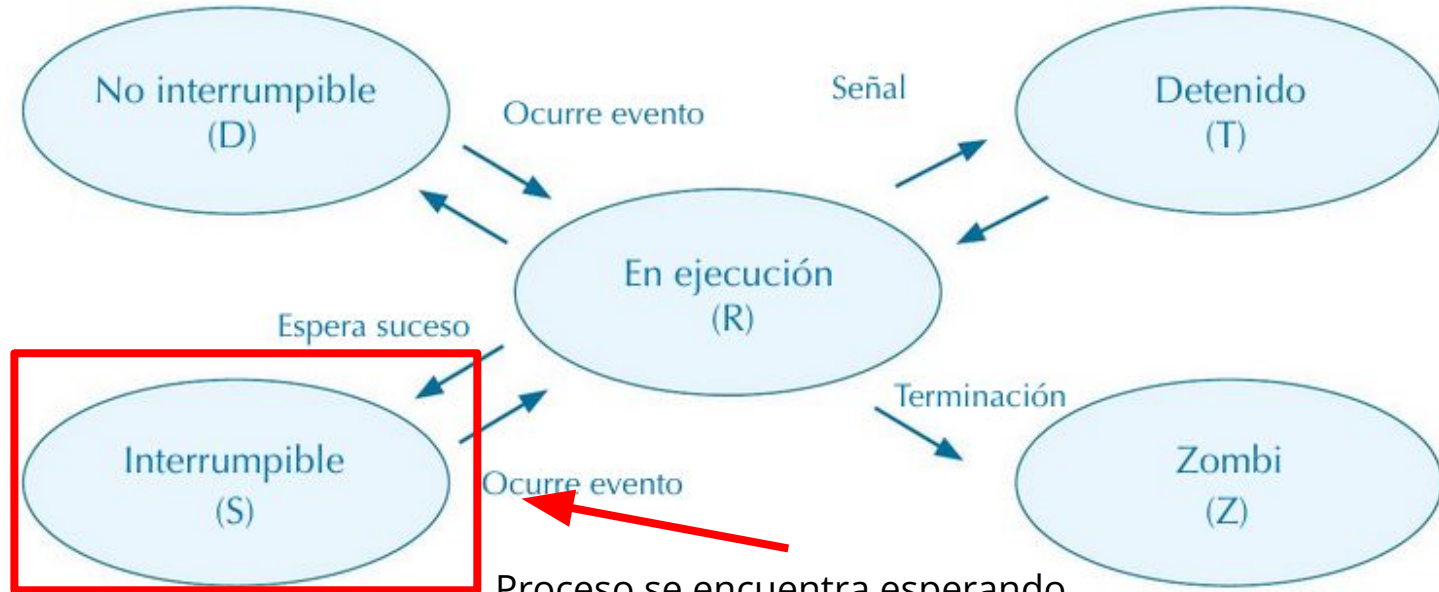 No interrumpible
(D)
Ocurre evento
Señal
Detenido
(T)
En ejecución
(R)
Espera suceso
Interrumpible
(S)
Ocurre evento
Terminación
Zombi
(Z)
Proceso se encuentra esperando